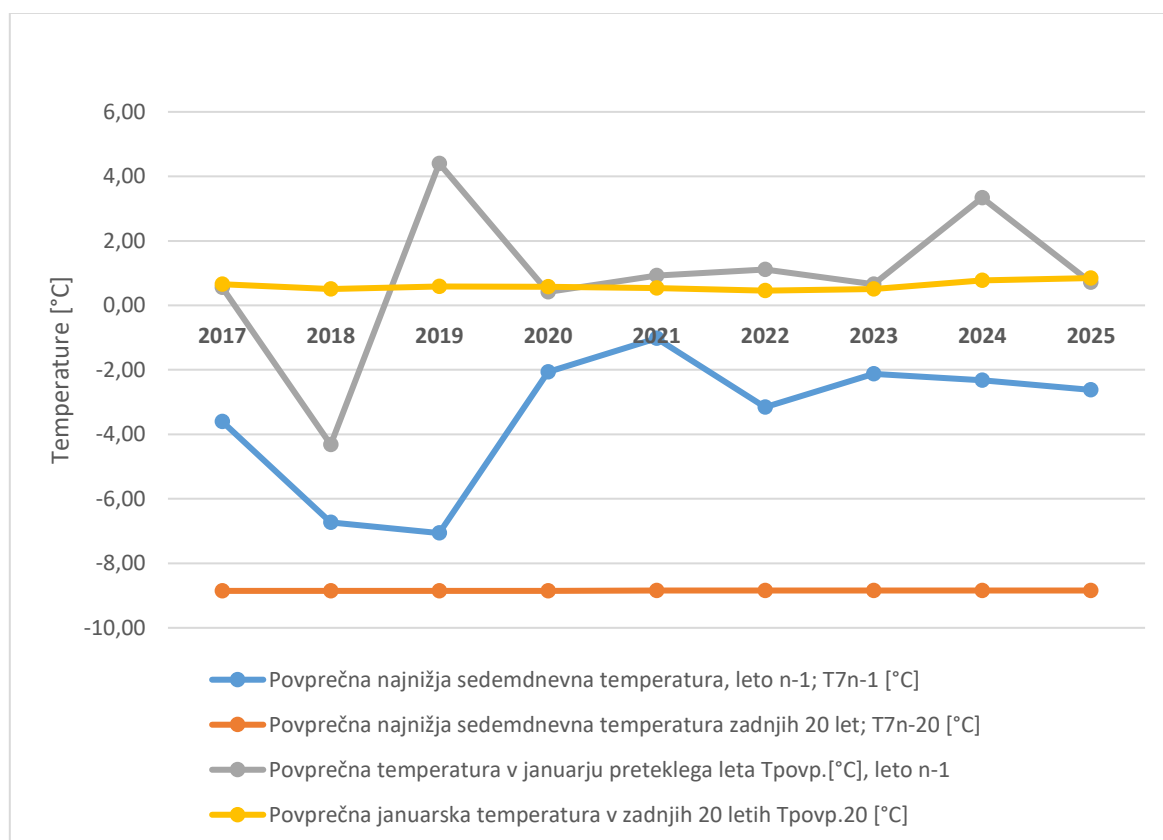 6,00
4,00
2,00
0,00
2017 2018 2019 2020 2021 2022 2023 2024 2025
-2,00
-4,00
-6,00
-8,00
-10,00
Temperature [°C]
Povprečna najnižja sedemdnevna temperatura, leto n-1; T7n-1 [°C]
Povprečna najnižja sedemdnevna temperatura zadnjih 20 let; T7n-20 [°C]
Povprečna temperatura v januarju preteklega leta Tpovp.[°C], leto n-1
Povprečna januarska temperatura v zadnjih 20 letih Tpovp.20 [°C]